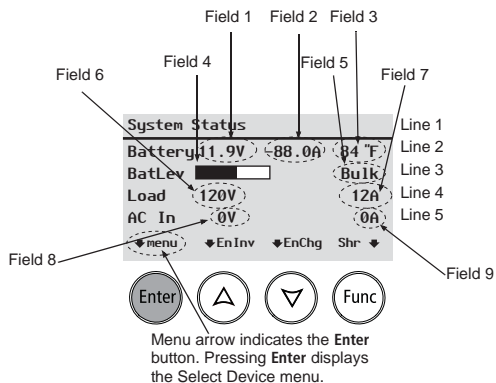 Field 1
Field 2
Field 3
Field 6
Field 4
Field 5
Field 7
System Status
Line 1
Battery 11.9V -88.0A 84 °F
Line 2
BatLev Bulk
Line 3
Load 120V 12A
Line 4
AC In 0V 0A
Line 5
menu EnInv EnChg Shr
Field 8
Field 9
Enter
Func
Menu arrow indicates the Enter
button. Pressing Enter displays
the Select Device menu.